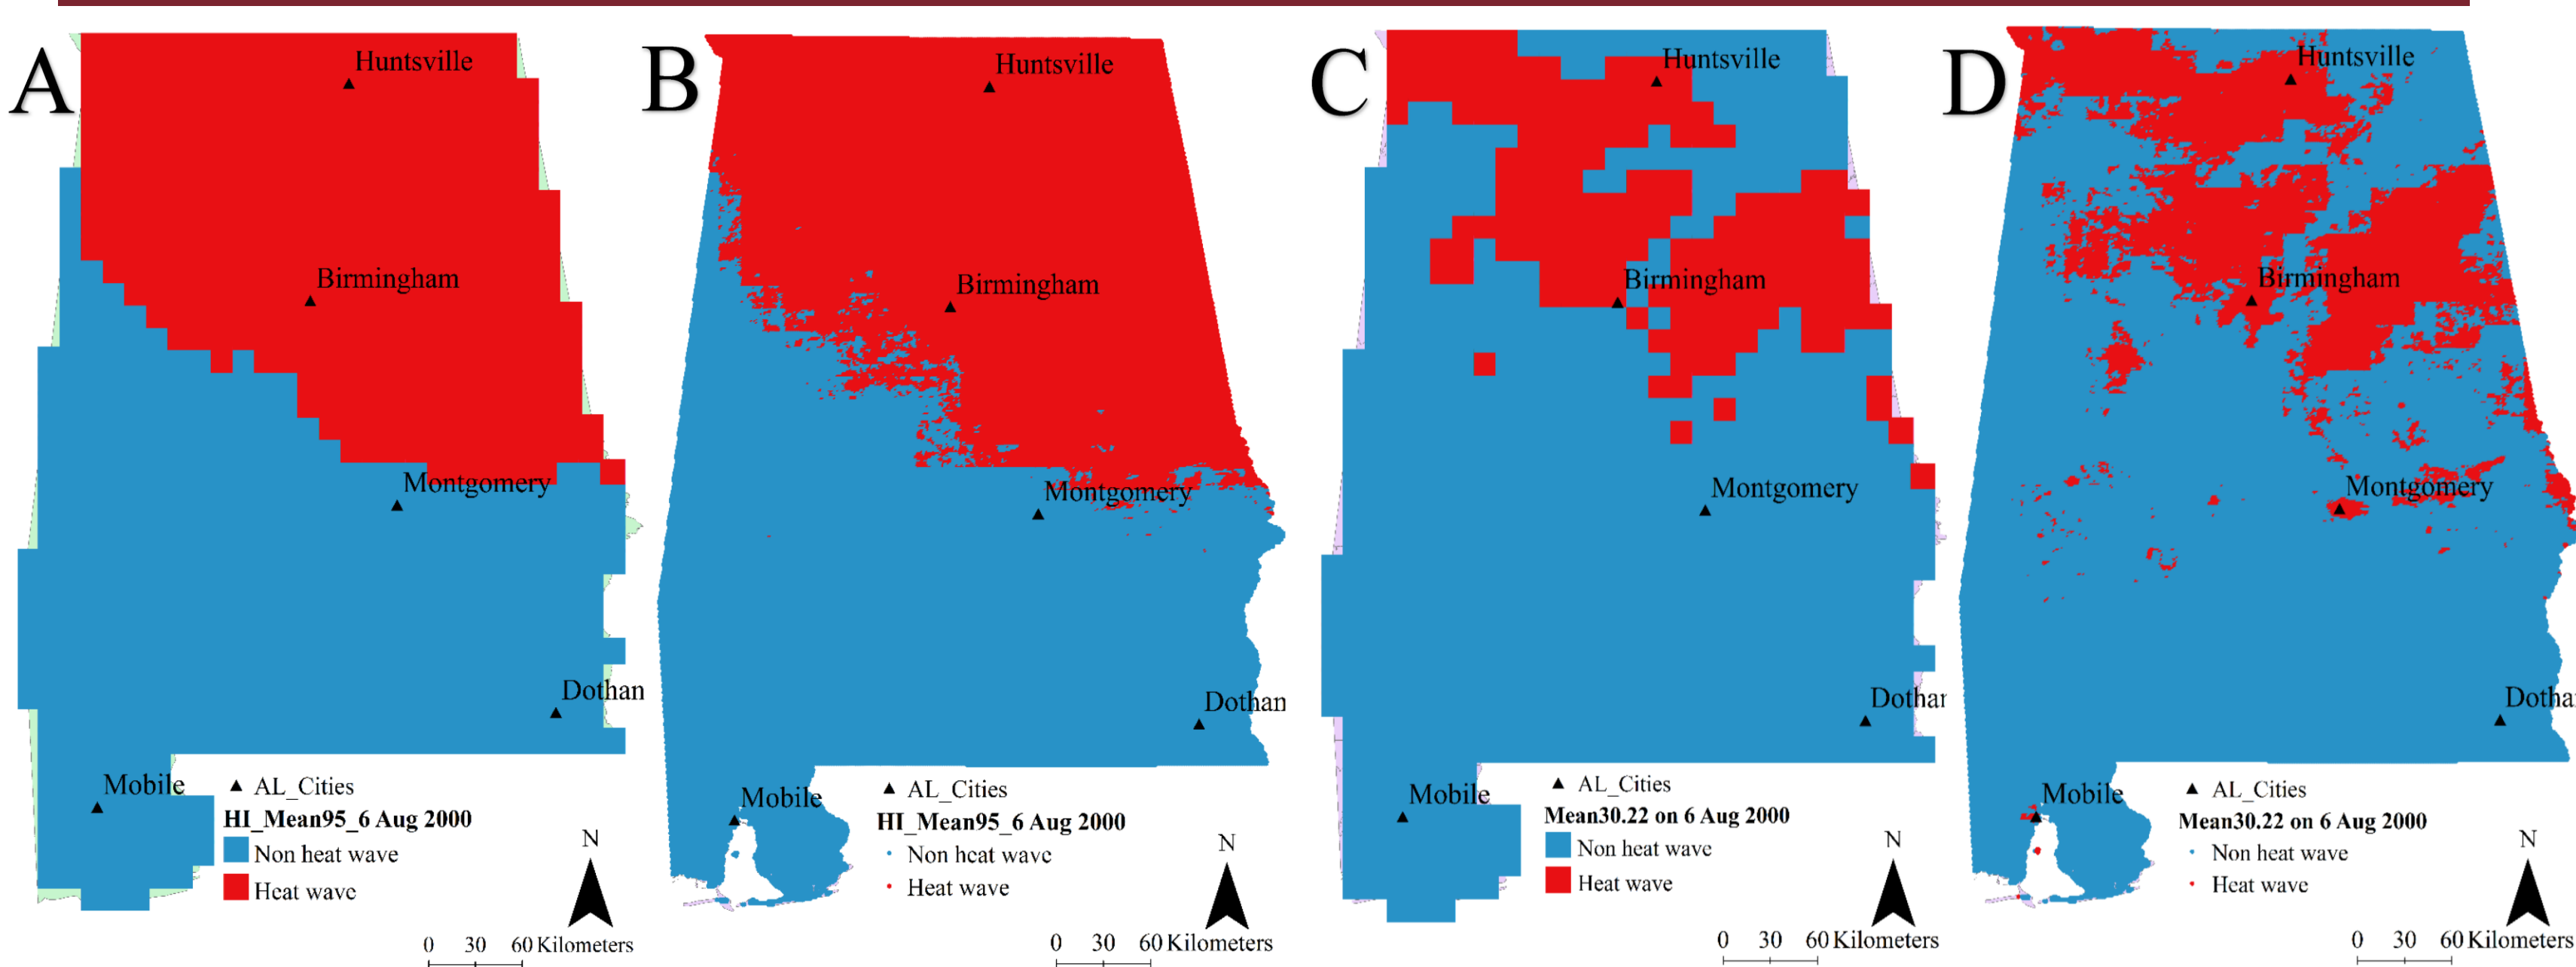 A
Huntsville
Birmingham
Montgomery
Dothan
Mobile
AL_Cities
HI_Mean95_6 Aug 2000
Non heat wave
Heat wave
N
0 30 60 Kilometers
B
Huntsville
Birmingham
Montgomery
Dothan
Mobile
AL_Cities
HI_Mean95_6 Aug 2000
Non heat wave
Heat wave
N
0 30 60 Kilometers
C
Huntsville
Birmingham
Montgomery
Dothar
Mobile
AL_Cities
Mean30.22 on 6 Aug 2000
Non heat wave
Heat wave
N
0 30 60 Kilometers
D
Huntsville
Birmingham
Montgomery
Dotha
Mobile
AL_Cities
Mean30.22 on 6 Aug 2000
Non heat wave
Heat wave
N
0 30 60 Kilometers